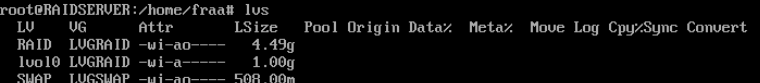 root@RAIDSERVER:/home/fraa# lvs
  LV    VG      Attr       LSize   Pool Origin Data%  Meta%  Move Log Cpy%Sync Convert
  RAID  LVGRAID -wi-ao----   4.49g
  lvol0 LVGRAID -wi-a-----   1.00g
  SWAP  LVGSWAP -wi-ao---- 508.00m